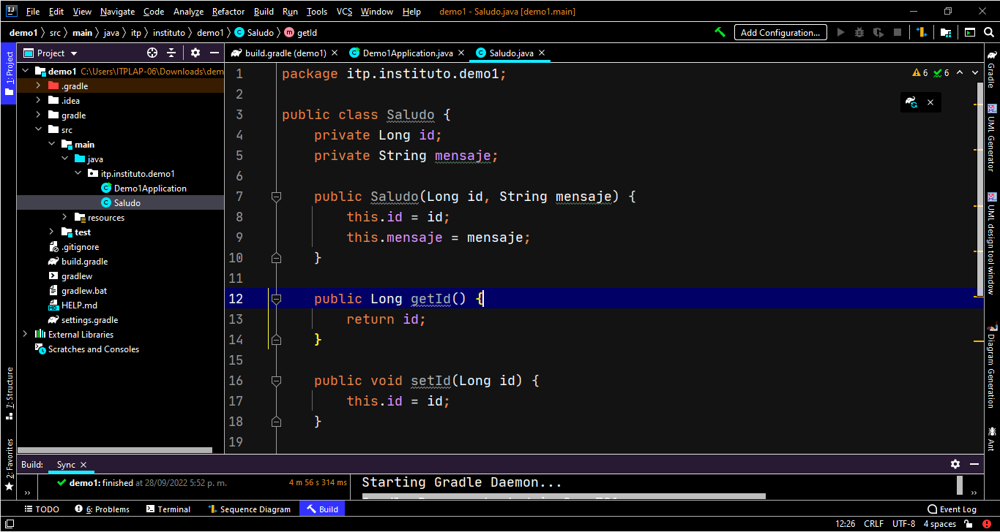 File Edit View Navigate Code Analyze Refactor Build Run Tools VCS Window Help demo1 - Saludo.java [demo1.main]
demo1 src main java itp instituto demo1 Saludo getId Add Configuration...
1: Project
Project
build.gradle (demo1) Demo1Application.java Saludo.java
demo1 C:\Users\ITPLAP-06\Downloads\dem
.gradle
.idea
gradle
src
main
java
itp.instituto.demo1
Demo1Application
Saludo
resources
test
.gitignore
build.gradle
gradlew
gradlew.bat
HELP.md
settings.gradle
External Libraries
Scratches and Consoles
6 6
1 package itp.instituto.demo1;
2
3 public class Saludo {
4 private Long id;
5 private String mensaje;
6
7 public Saludo(Long id, String mensaje) {
8 this.id = id;
9 this.mensaje = mensaje;
10 }
11
12 public Long getId() {
13 return id;
14 }
15
16 public void setId(Long id) {
17 this.id = id;
18 }
19
Gradle
UML Generator
UML design tool window
Diagram Generation
Ant
7: Structure
2: Favorites
Build: Sync
demo1: finished at 28/09/2022 5:52 p. m. 4 m 56 s 314 ms
Starting Gradle Daemon...
TODO 6: Problems Terminal Sequence Diagram Build Event Log
12:26 CRLF UTF-8 4 spaces